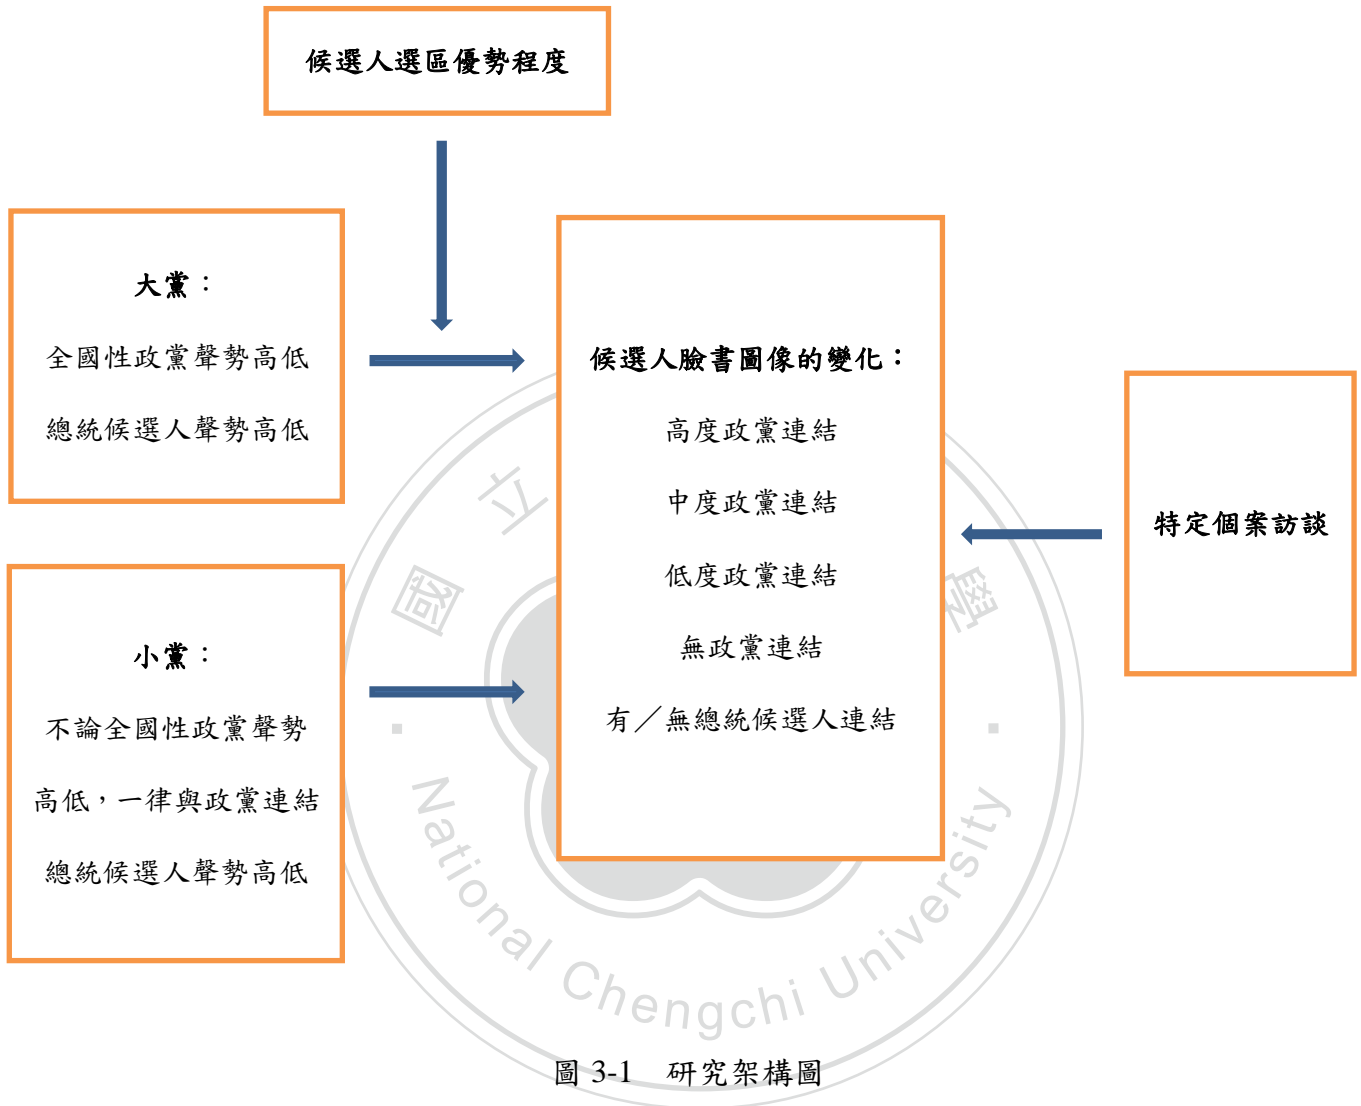 候選人選區優勢程度
大黨：
全國性政黨聲勢高低
總統候選人聲勢高低
小黨：
不論全國性政黨聲勢
高低，一律與政黨連結
總統候選人聲勢高低
候選人臉書圖像的變化：
高度政黨連結
中度政黨連結
低度政黨連結
無政黨連結
有／無總統候選人連結
特定個案訪談
國立
學
National Chengchi University
圖 3-1　研究架構圖